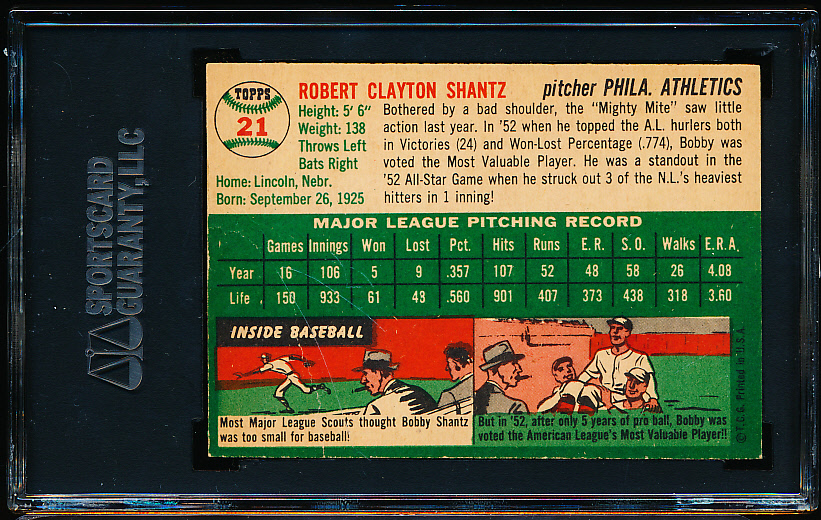 SPORTSCARD
GUARANTY, LLC
TOPPS
21
ROBERT CLAYTON SHANTZ
pitcher PHILA. ATHLETICS
Height: 5' 6"
Weight: 138
Throws Left
Bats Right
Home: Lincoln, Nebr.
Born: September 26, 1925
Bothered by a bad shoulder, the "Mighty Mite" saw little
action last year. In '52 when he topped the A.L. hurlers both
in Victories (24) and Won-Lost Percentage (.774), Bobby was
voted the Most Valuable Player. He was a standout in the
'52 All-Star Game when he struck out 3 of the N.L.'s heaviest
hitters in 1 inning!
MAJOR LEAGUE PITCHING RECORD
Games Innings Won Lost Pct. Hits Runs E.R. S.O. Walks E.R.A.
Year 16 106 5 9 .357 107 52 48 58 26 4.08
Life 150 933 61 48 .560 901 407 373 438 318 3.60
INSIDE BASEBALL
Most Major League Scouts thought Bobby Shantz
was too small for baseball!
But in '52, after only 5 years of pro ball, Bobby was
voted the American League's Most Valuable Player!!
© T.C.G. Printed in U.S.A.